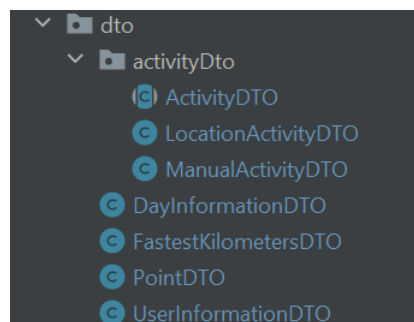 dto
activityDto
C ActivityDTO
C LocationActivityDTO
C ManualActivityDTO
C DayInformationDTO
C FastestKilometersDTO
C PointDTO
C UserInformationDTO